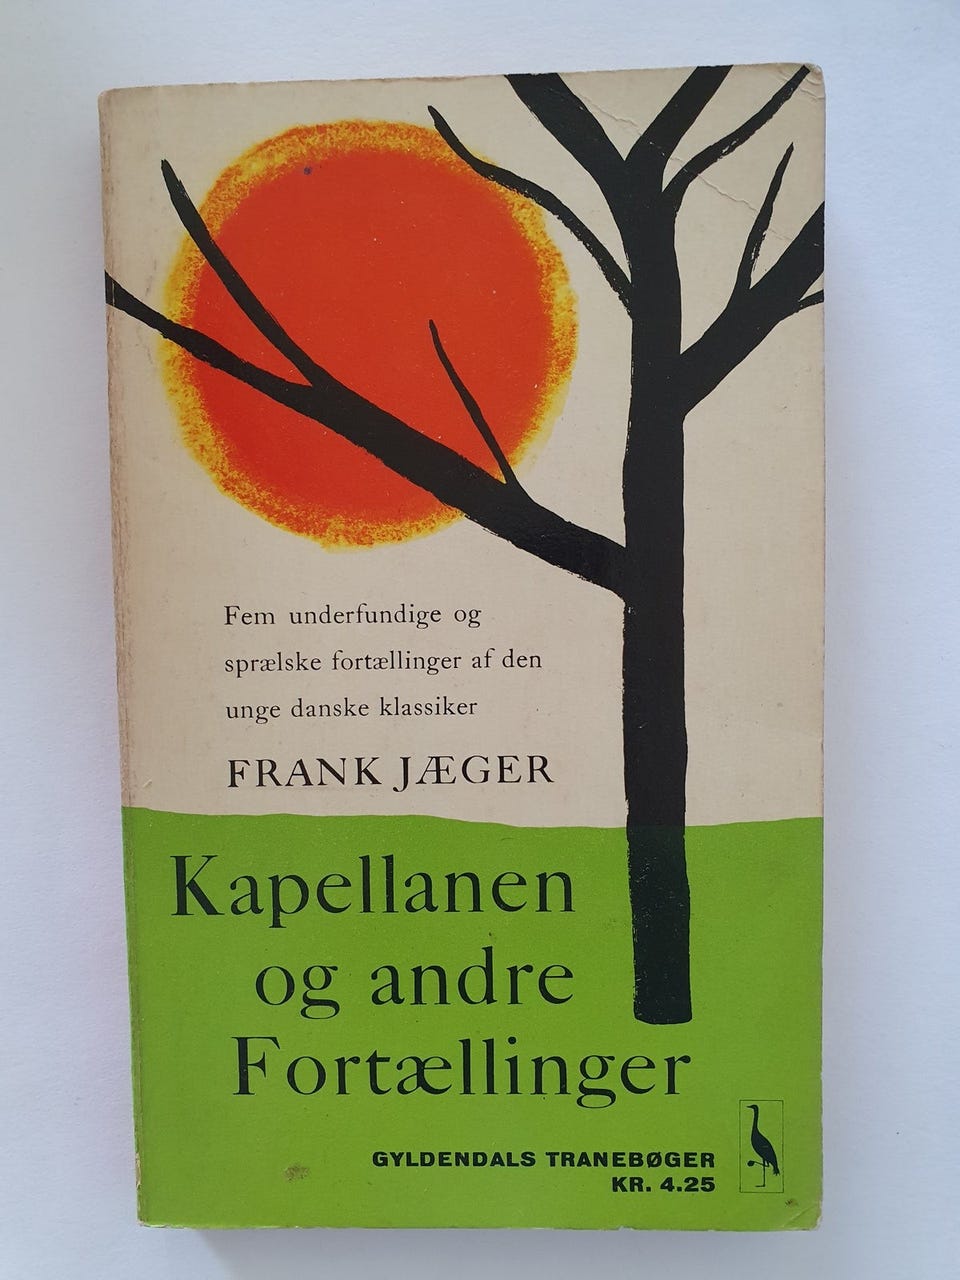 Fem underfundige og
sprælske fortællinger af den
unge danske klassiker
FRANK JÆGER
Kapellanen
og andre
Fortællinger
GYLDENDALS TRANEBØGER
KR. 4.25